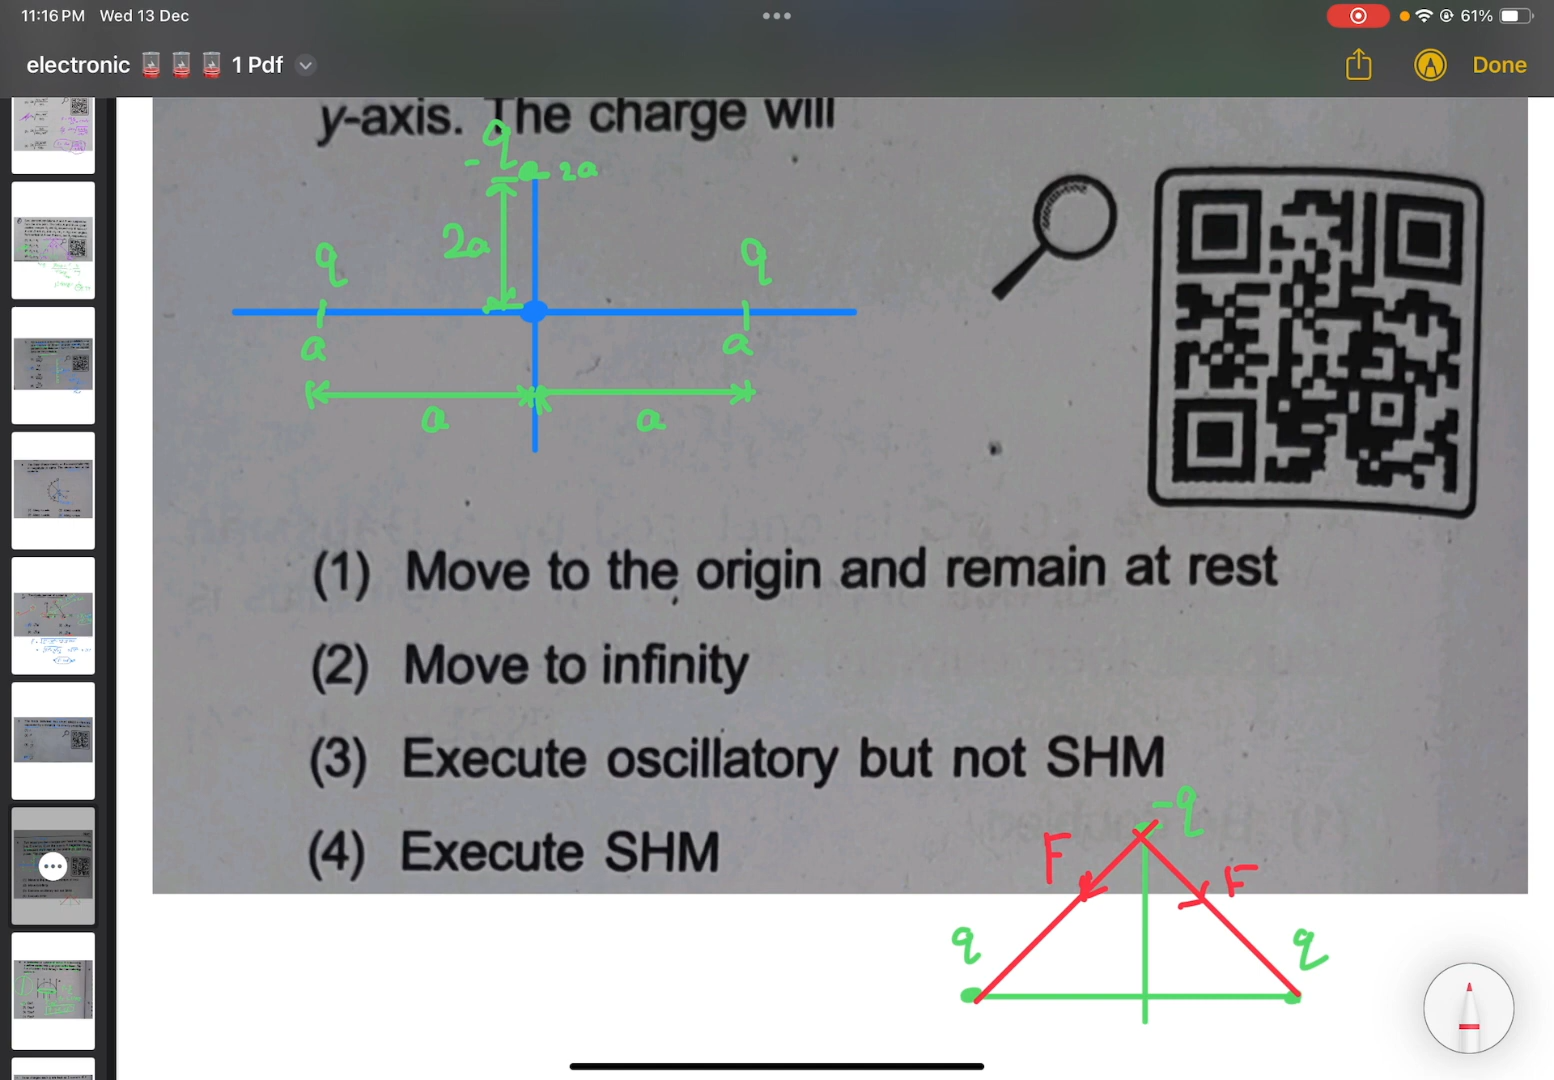 11:16 PM Wed 13 Dec
61%
electronic 1 Pdf
Done
y-axis. The charge will
-q
2a
2a
q
q
a
a
a
a
(1) Move to the origin and remain at rest
(2) Move to infinity
(3) Execute oscillatory but not SHM
(4) Execute SHM
-q
F
F
q
q